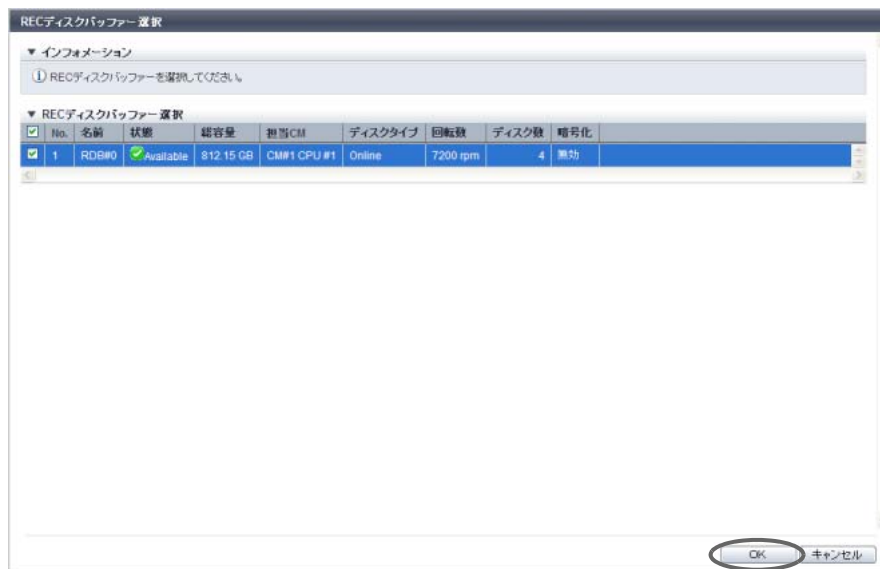 RECディスクバッファー選択
▼ インフォメーション
RECディスクバッファーを選択してください。
▼ RECディスクバッファー選択
No. 名前 状態 総容量 担当CM ディスクタイプ 回転数 ディスク数 暗号化
1 RDB#0 Available 812.15 GB CM#1 CPU #1 Online 7200 rpm 4 無効
OK キャンセル